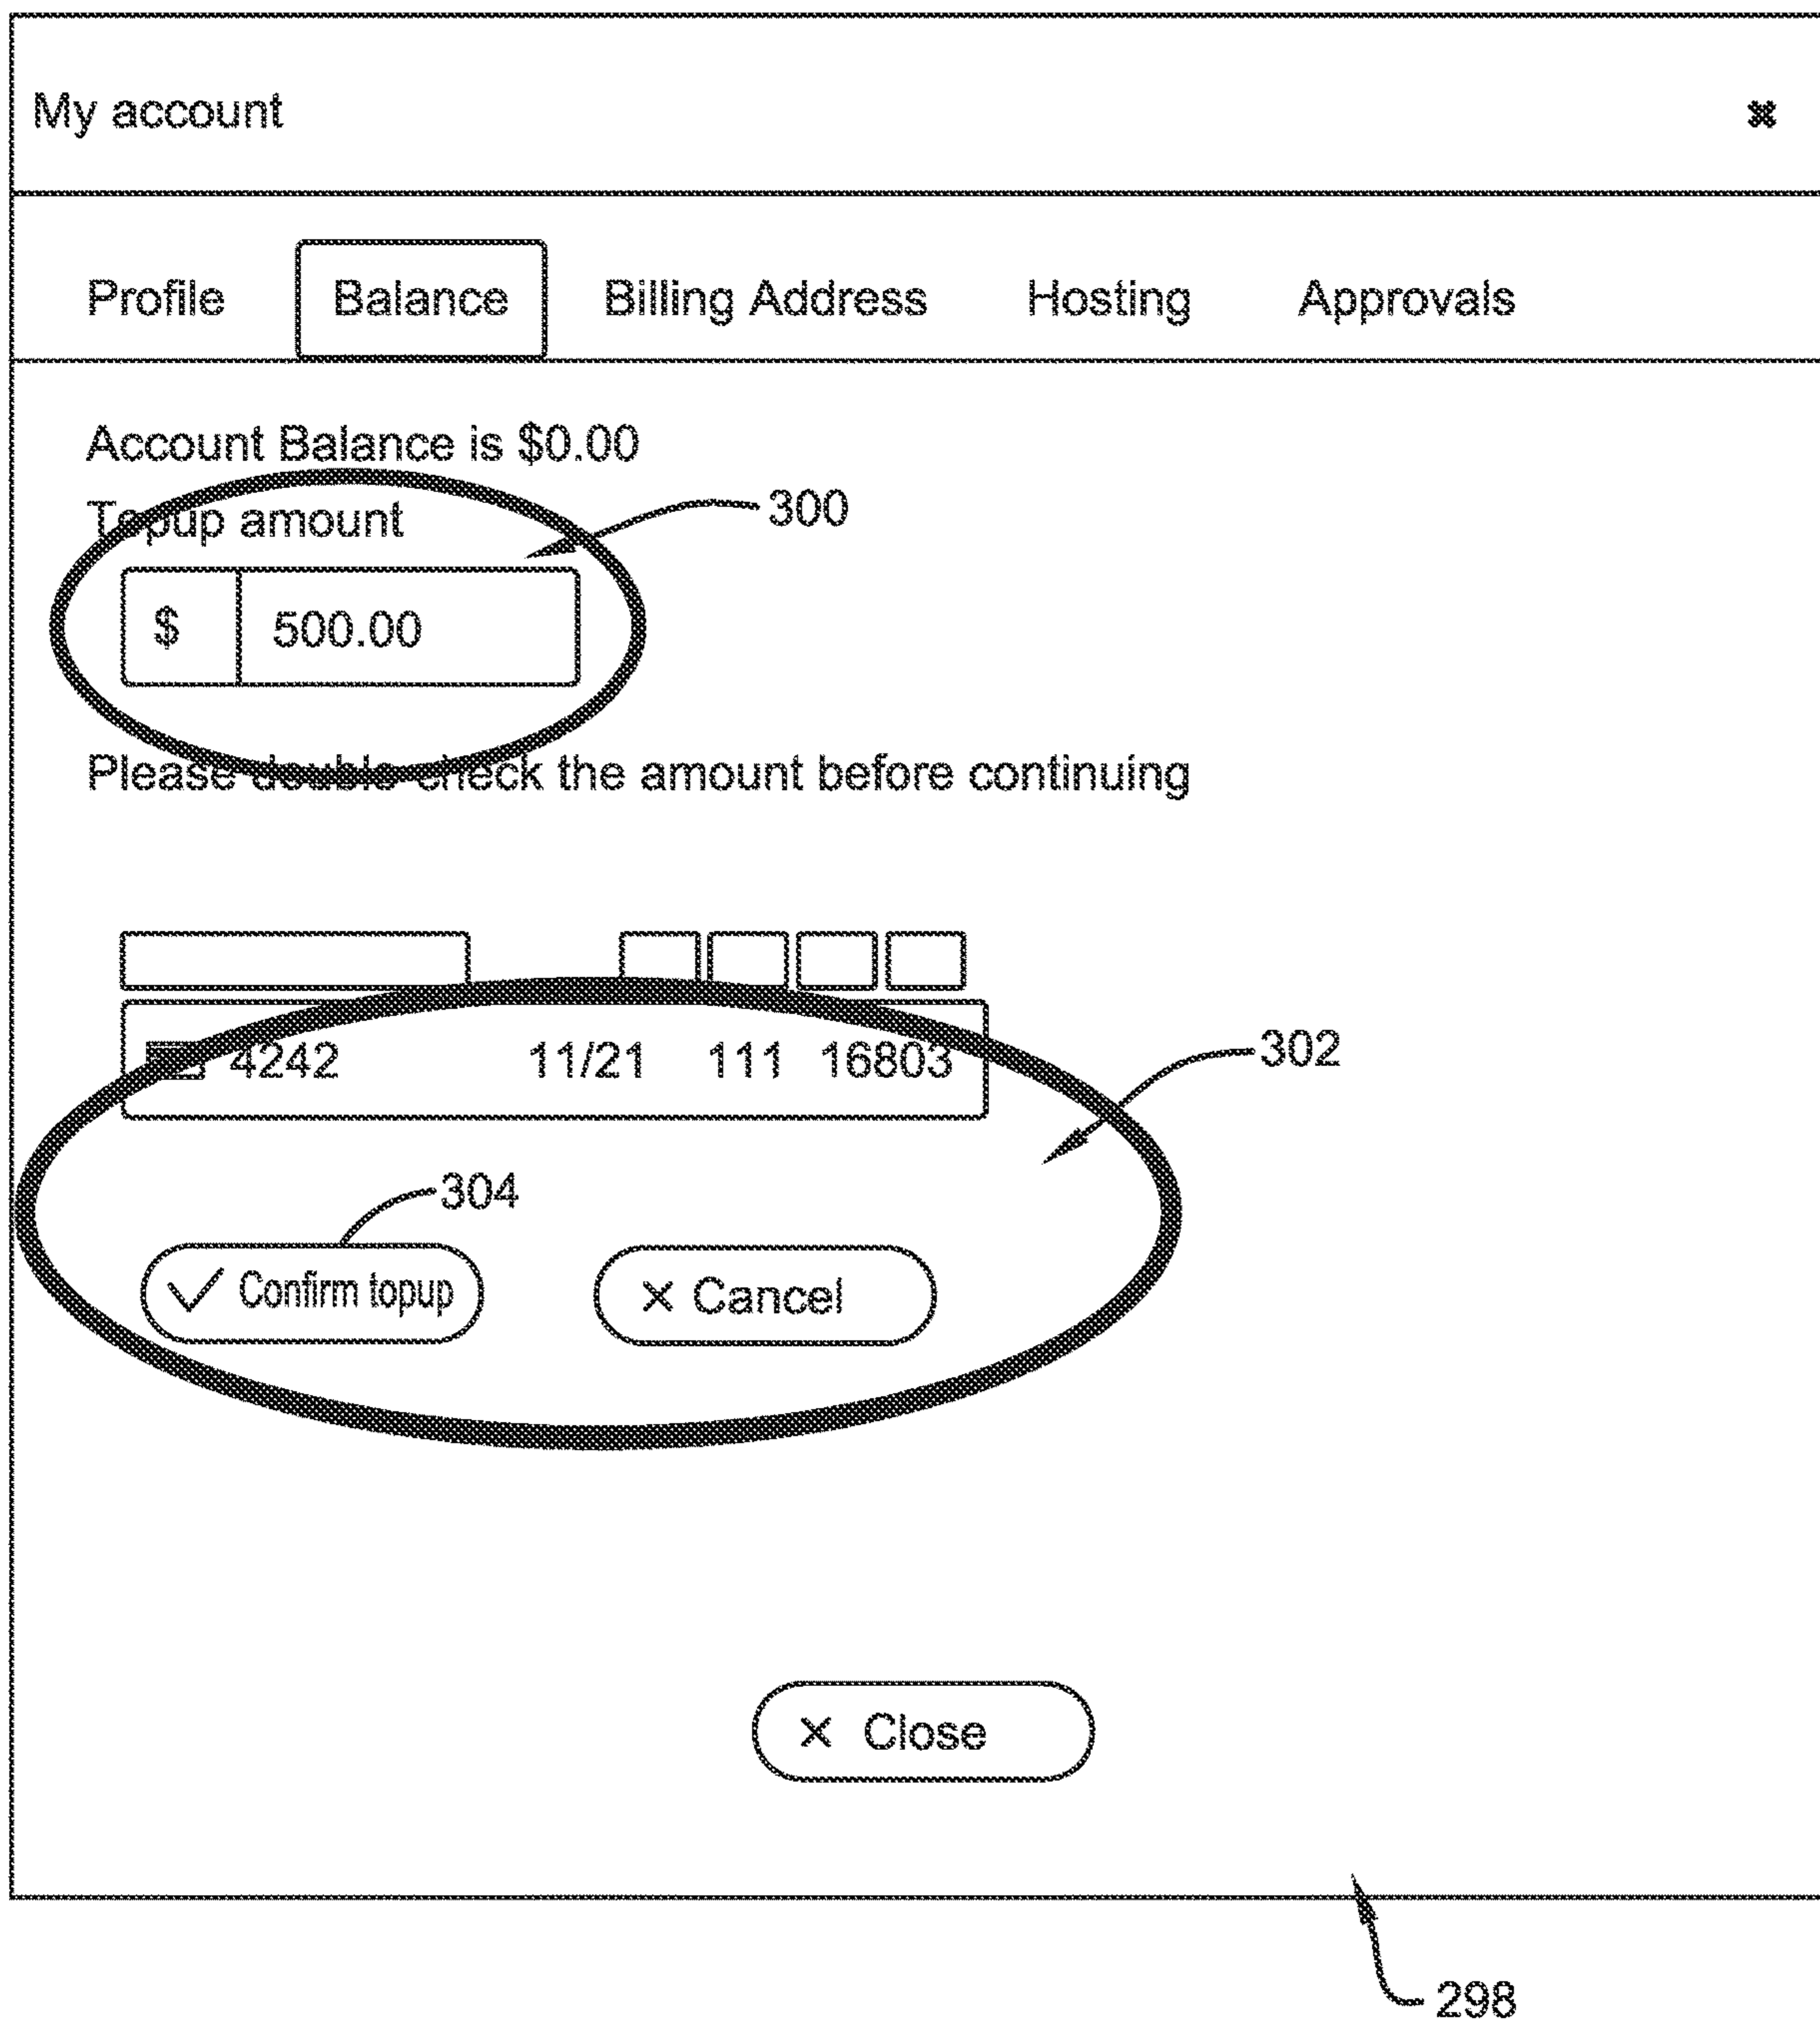 My account
Profile Balance Billing Address Hosting Approvals
Account Balance is $0.00
Topup amount
300
$ 500.00
Please double check the amount before continuing
4242 11/21 111 16803
302
304
Confirm topup × Cancel
× Close
298